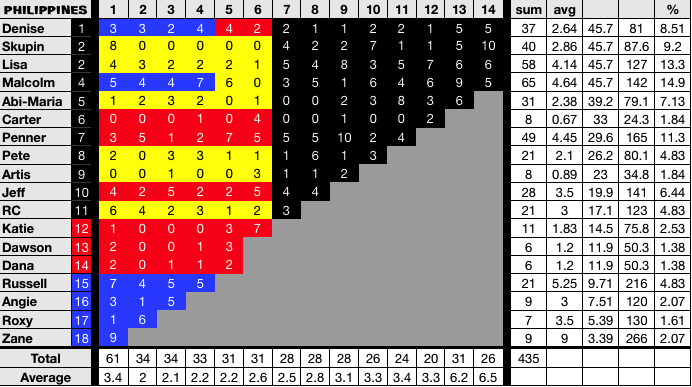 PHILIPPINES 1 2 3 4 5 6 7 8 9 10 11 12 13 14 sum avg %
Denise 1 3 3 2 4 4 2 2 1 1 1 2 2 5 5 37 2.64 45.7 81 8.51
Skupin 2 8 0 0 0 0 0 4 2 2 7 1 1 5 10 40 2.86 45.7 87.6 9.2
Lisa 2 4 3 2 2 2 1 5 4 8 3 5 7 6 6 58 4.14 45.7 127 13.3
Malcolm 4 5 4 4 7 6 0 3 5 1 6 4 6 9 5 65 4.64 45.7 142 14.9
Abi-Maria 5 1 2 3 2 0 1 0 0 2 3 8 3 6 31 2.38 39.2 79.1 7.13
Carter 6 0 0 0 1 0 4 0 0 1 0 0 2 8 0.67 33 24.3 1.84
Penner 7 3 5 1 2 7 5 5 5 10 2 4 49 4.45 29.6 165 11.3
Pete 8 2 0 3 3 1 1 1 6 1 3 21 2.1 26.2 80.1 4.83
Artis 9 0 0 1 0 0 3 1 1 2 8 0.89 23 34.8 1.84
Jeff 10 4 2 5 2 2 5 4 4 28 3.5 19.9 141 6.44
RC 11 6 4 2 3 1 2 3 21 3 17.1 123 4.83
Katie 12 1 0 0 0 3 7 11 1.83 14.5 75.8 2.53
Dawson 13 2 0 0 1 3 6 1.2 11.9 50.3 1.38
Dana 14 2 0 1 1 2 6 1.2 11.9 50.3 1.38
Russell 15 7 4 5 5 21 5.25 9.71 216 4.83
Angie 16 3 1 5 9 3 7.51 120 2.07
Roxy 17 1 6 7 3.5 5.39 130 1.61
Zane 18 9 9 9 3.39 266 2.07
Total 61 34 34 33 31 31 28 28 28 26 24 20 31 26 435
Average 3.4 2 2.1 2.2 2.2 2.6 2.5 2.8 3.1 3.3 3.4 3.3 6.2 6.5